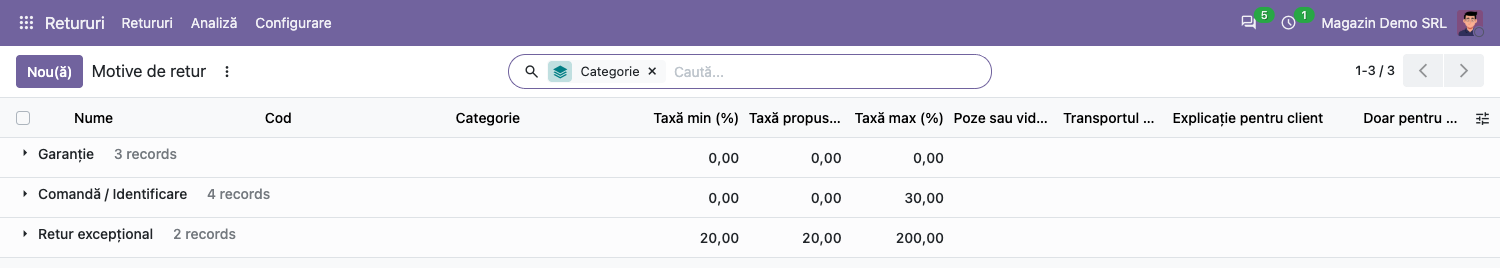 Retururi Retururi Analiză Configurare 5 1 Magazin Demo SRL
Nou(ă) Motive de retur Categorie Caută... 1-3 / 3
Nume Cod Categorie Taxă min (%) Taxă propus... Taxă max (%) Poze sau vid... Transportul ... Explicație pentru client Doar pentru ...
Garanție 3 records 0,00 0,00 0,00
Comandă / Identificare 4 records 0,00 0,00 30,00
Retur excepțional 2 records 20,00 20,00 200,00